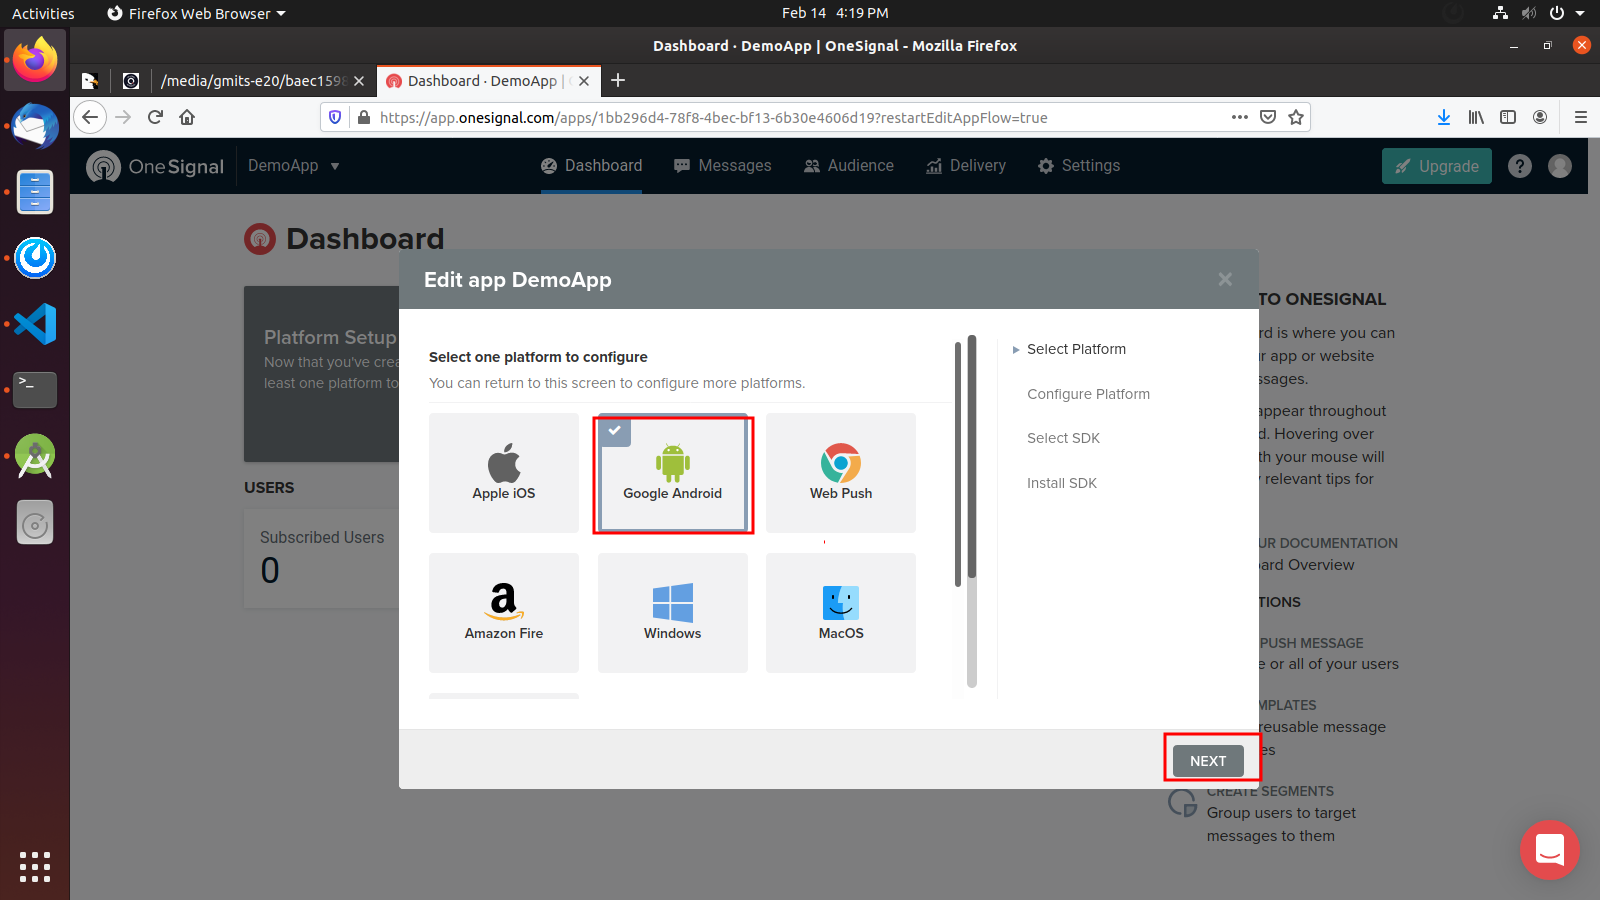 Activities
Firefox Web Browser
Feb 14 4:19 PM
Dashboard · DemoApp | OneSignal - Mozilla Firefox
/media/gmits-e20/baec1598
Dashboard · DemoApp |
https://app.onesignal.com/apps/1bb296d4-78f8-4bec-bf13-6b30e4606d19?restartEditAppFlow=true
OneSignal
DemoApp
Dashboard
Messages
Audience
Delivery
Settings
Upgrade
?
Dashboard
Platform Setup
Now that you've crea
least one platform to
USERS
Subscribed Users
0
Edit app DemoApp
Select one platform to configure
You can return to this screen to configure more platforms.
Apple iOS
Google Android
Web Push
Amazon Fire
Windows
MacOS
Select Platform
Configure Platform
Select SDK
Install SDK
NEXT
TO ONESIGNAL
rd is where you can
ur app or website
ssages.
appear throughout
d. Hovering over
th your mouse will
relevant tips for
UR DOCUMENTATION
oard Overview
TIONS
PUSH MESSAGE
e or all of your users
MPLATES
reusable message
es
CREATE SEGMENTS
Group users to target
messages to them